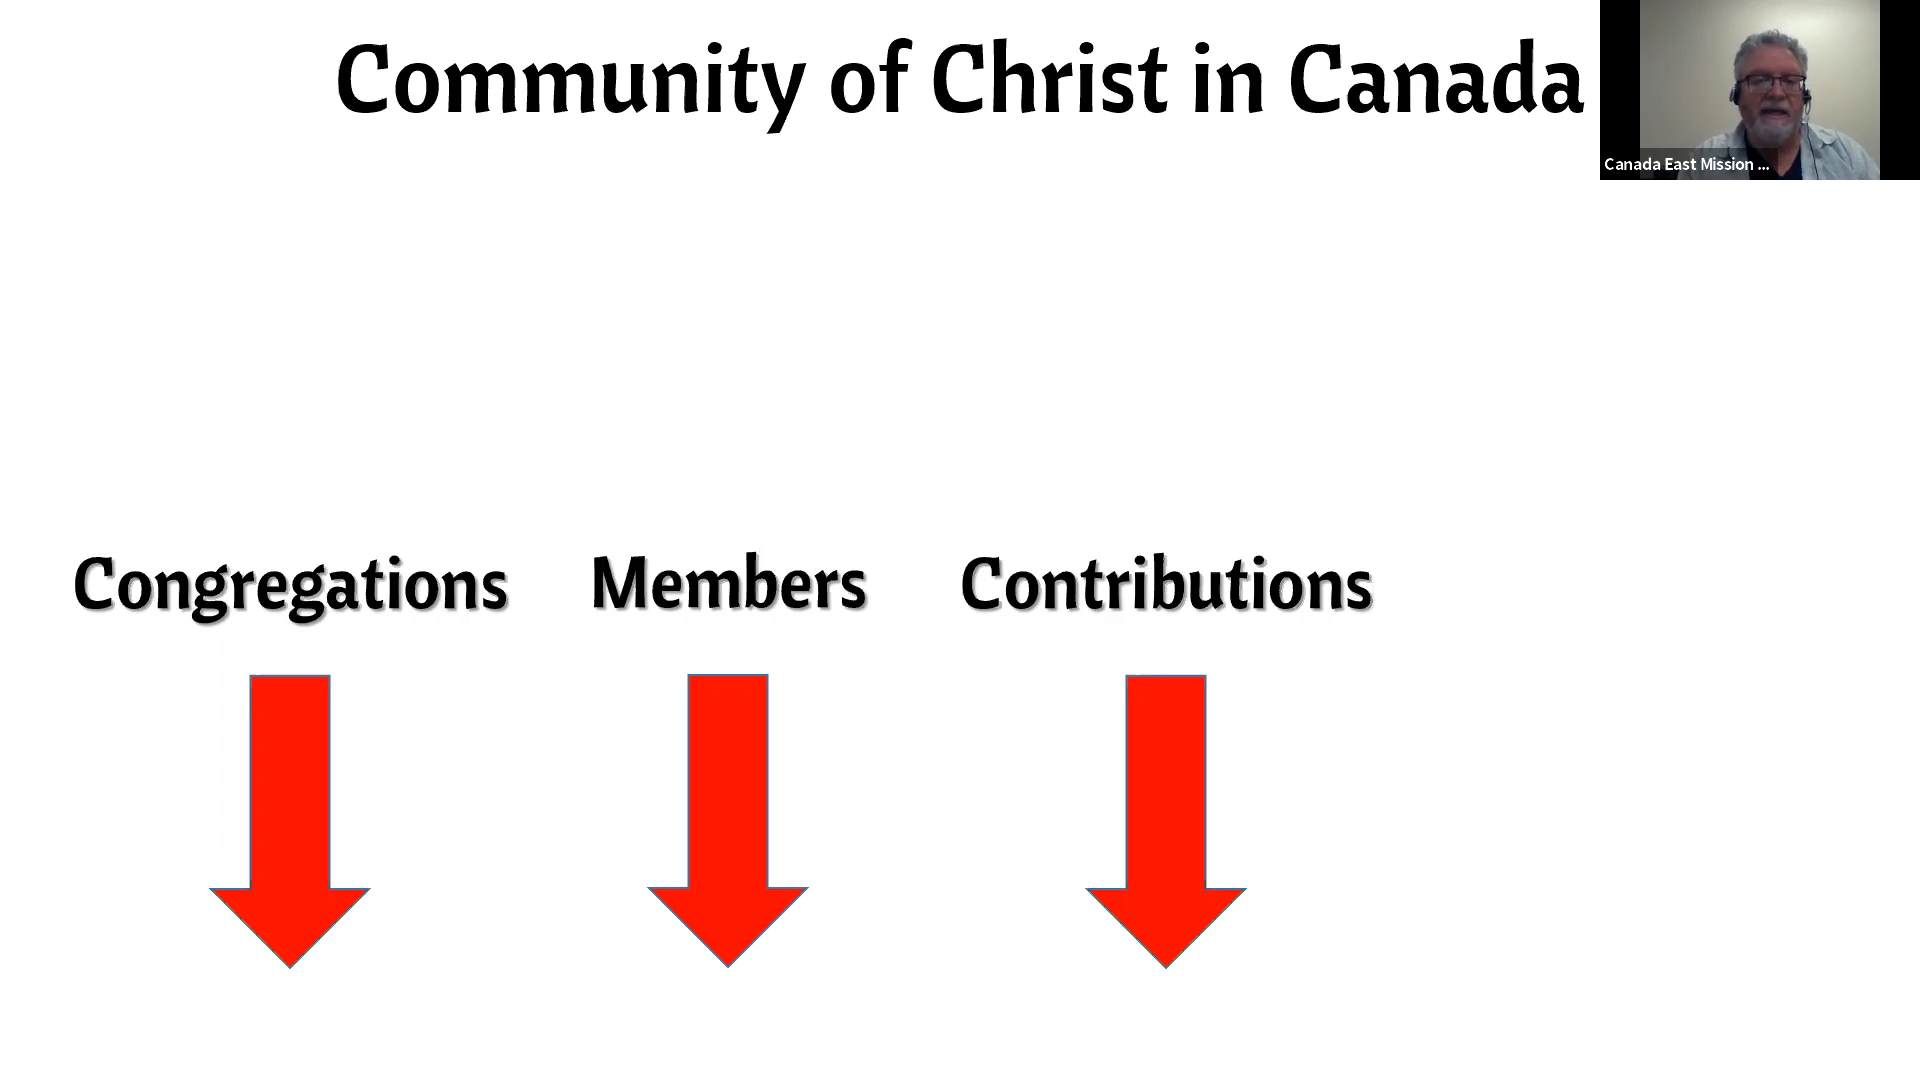 Community of Christ in Canada
Canada East Mission ...
Congregations Members Contributions